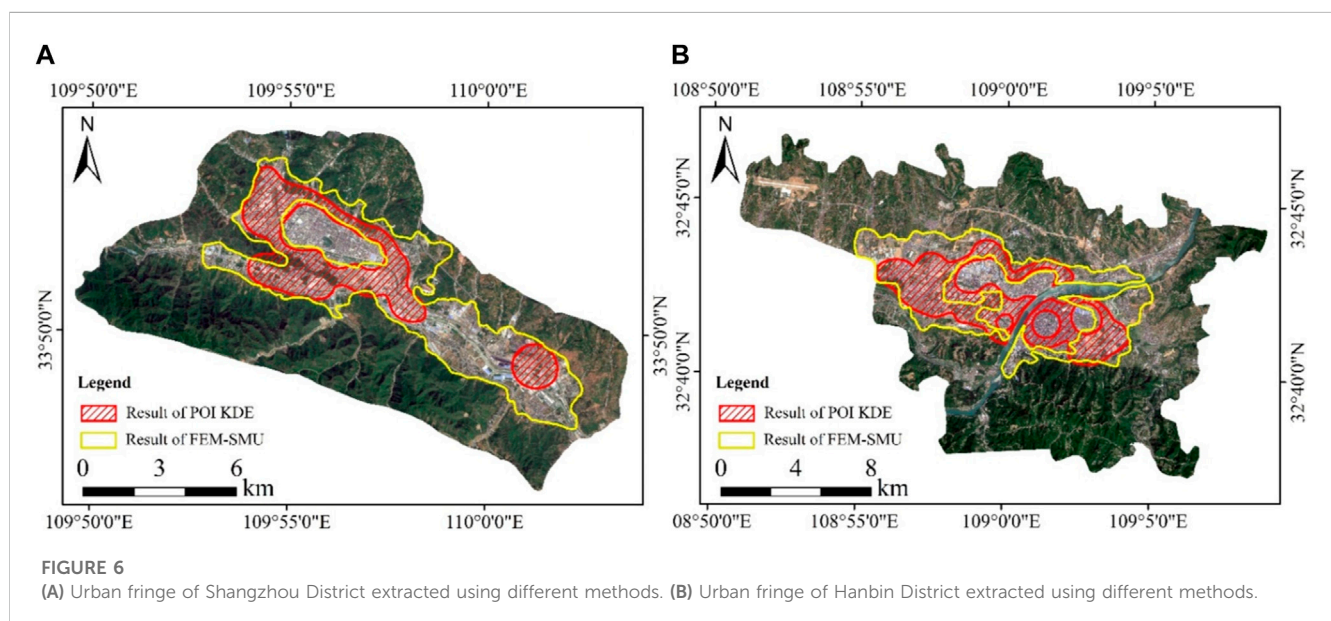 A
109°50'0"E 109°55'0"E 110°0'0"E
N
33°50'0"N
33°50'0"N
Legend
Result of POI KDE
Result of FEM-SMU
0 3 6
km
109°50'0"E 109°55'0"E 110°0'0"E
B
108°50'0"E 108°55'0"E 109°0'0"E 109°5'0"E
N
32°45'0"N
32°45'0"N
32°40'0"N
32°40'0"N
Legend
Result of POI KDE
Result of FEM-SMU
0 4 8
km
08°50'0"E 108°55'0"E 109°0'0"E 109°5'0"E
FIGURE 6
(A) Urban fringe of Shangzhou District extracted using different methods. (B) Urban fringe of Hanbin District extracted using different methods.